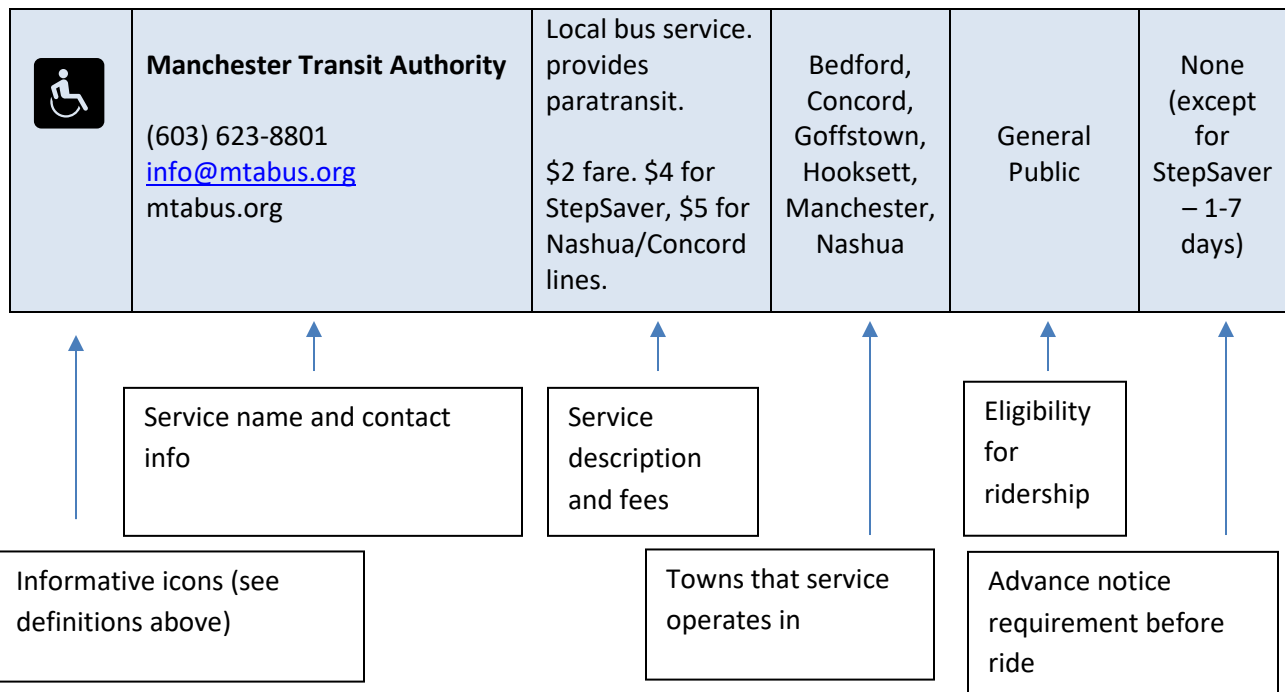 Manchester Transit Authority
(603) 623-8801
info@mtabus.org
mtabus.org
Local bus service.
provides
paratransit.
$2 fare. $4 for
StepSaver, $5 for
Nashua/Concord
lines.
Bedford,
Concord,
Goffstown,
Hooksett,
Manchester,
Nashua
General
Public
None
(except
for
StepSaver
– 1-7
days)
Service name and contact
info
Service
description
and fees
Eligibility
for
ridership
Informative icons (see
definitions above)
Towns that service
operates in
Advance notice
requirement before
ride